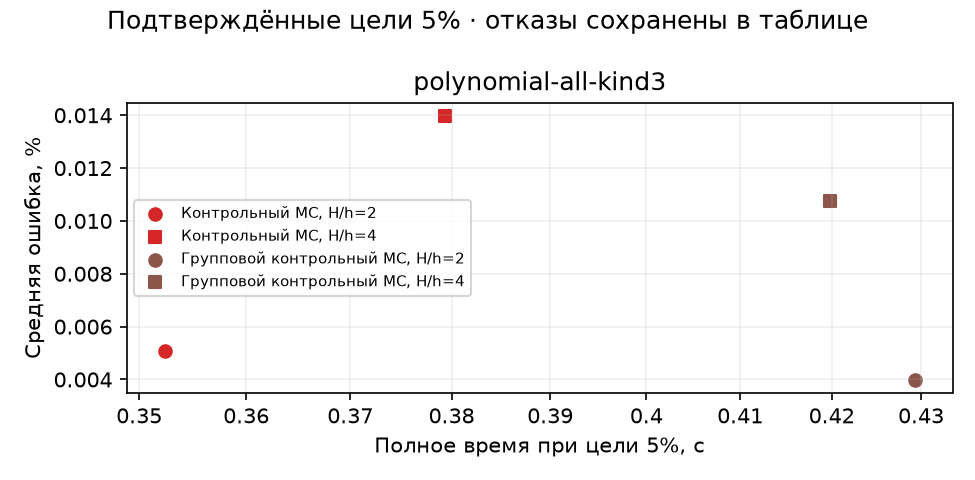 Подтверждённые цели 5% · отказы сохранены в таблице
polynomial-all-kind3
Средняя ошибка, %
0.014
0.012
0.010
0.008
0.006
0.004
Контрольный МС, H/h=2
Контрольный МС, H/h=4
Групповой контрольный МС, H/h=2
Групповой контрольный МС, H/h=4
0.35 0.36 0.37 0.38 0.39 0.4 0.41 0.42 0.43
Полное время при цели 5%, с